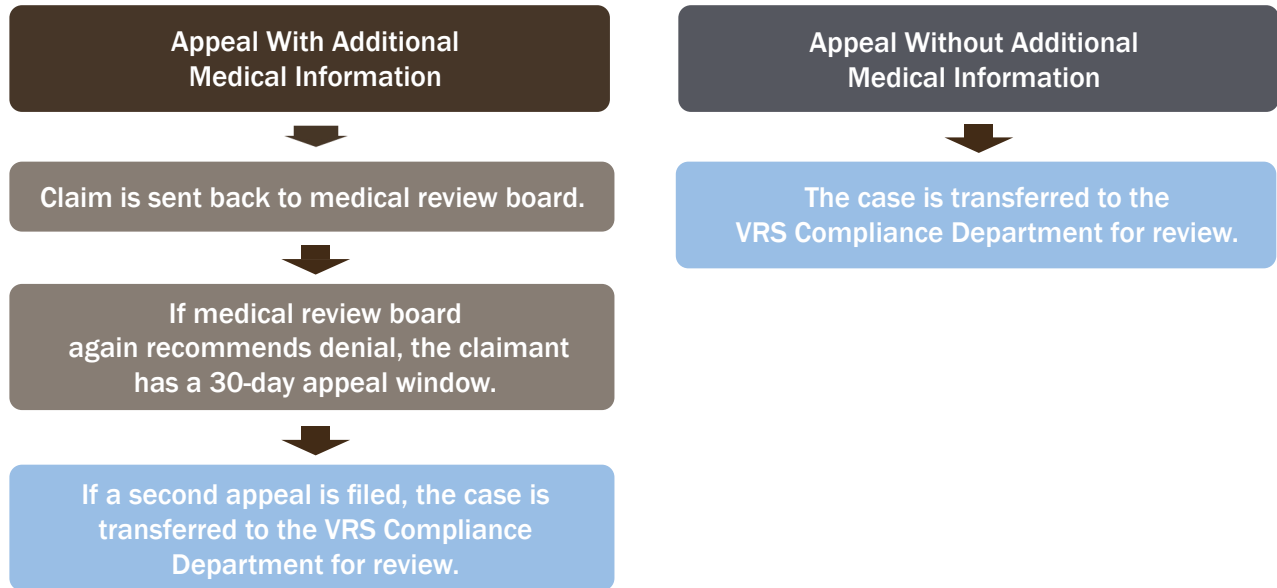 Appeal With Additional
Medical Information
Claim is sent back to medical review board.
If medical review board
again recommends denial, the claimant
has a 30-day appeal window.
If a second appeal is filed, the case is
transferred to the VRS Compliance
Department for review.
Appeal Without Additional
Medical Information
The case is transferred to the
VRS Compliance Department for review.